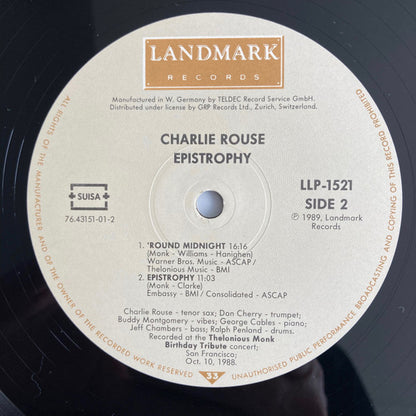 LANDMARK
RECORDS
Manufactured in W. Germany by TELDEC Record Service GmbH.
Distributed under license by GRP Records Ltd., Zurich, Switzerland.
CHARLIE ROUSE
EPISTROPHY
SUISA
76.43151-01-2
LLP-1521
SIDE 2
℗ 1989, Landmark
Records
1. 'ROUND MIDNIGHT 16:16
(Monk - Williams - Hanighen)
Warner Bros. Music - ASCAP /
Thelonious Music - BMI
2. EPISTROPHY 11:03
(Monk - Clarke)
Embassy - BMI / Consolidated - ASCAP
Charlie Rouse - tenor sax; Don Cherry - trumpet;
Buddy Montgomery - vibes; George Cables - piano;
Jeff Chambers - bass; Ralph Penland - drums.
Recorded at the Thelonious Monk
Birthday Tribute concert;
San Francisco;
Oct. 10, 1988.
33
ALL RIGHTS OF THE MANUFACTURER AND OF THE OWNER OF THE RECORDED WORK RESERVED
UNAUTHORISED PUBLIC PERFORMANCE BROADCASTING AND COPYING OF THIS RECORD PROHIBITED